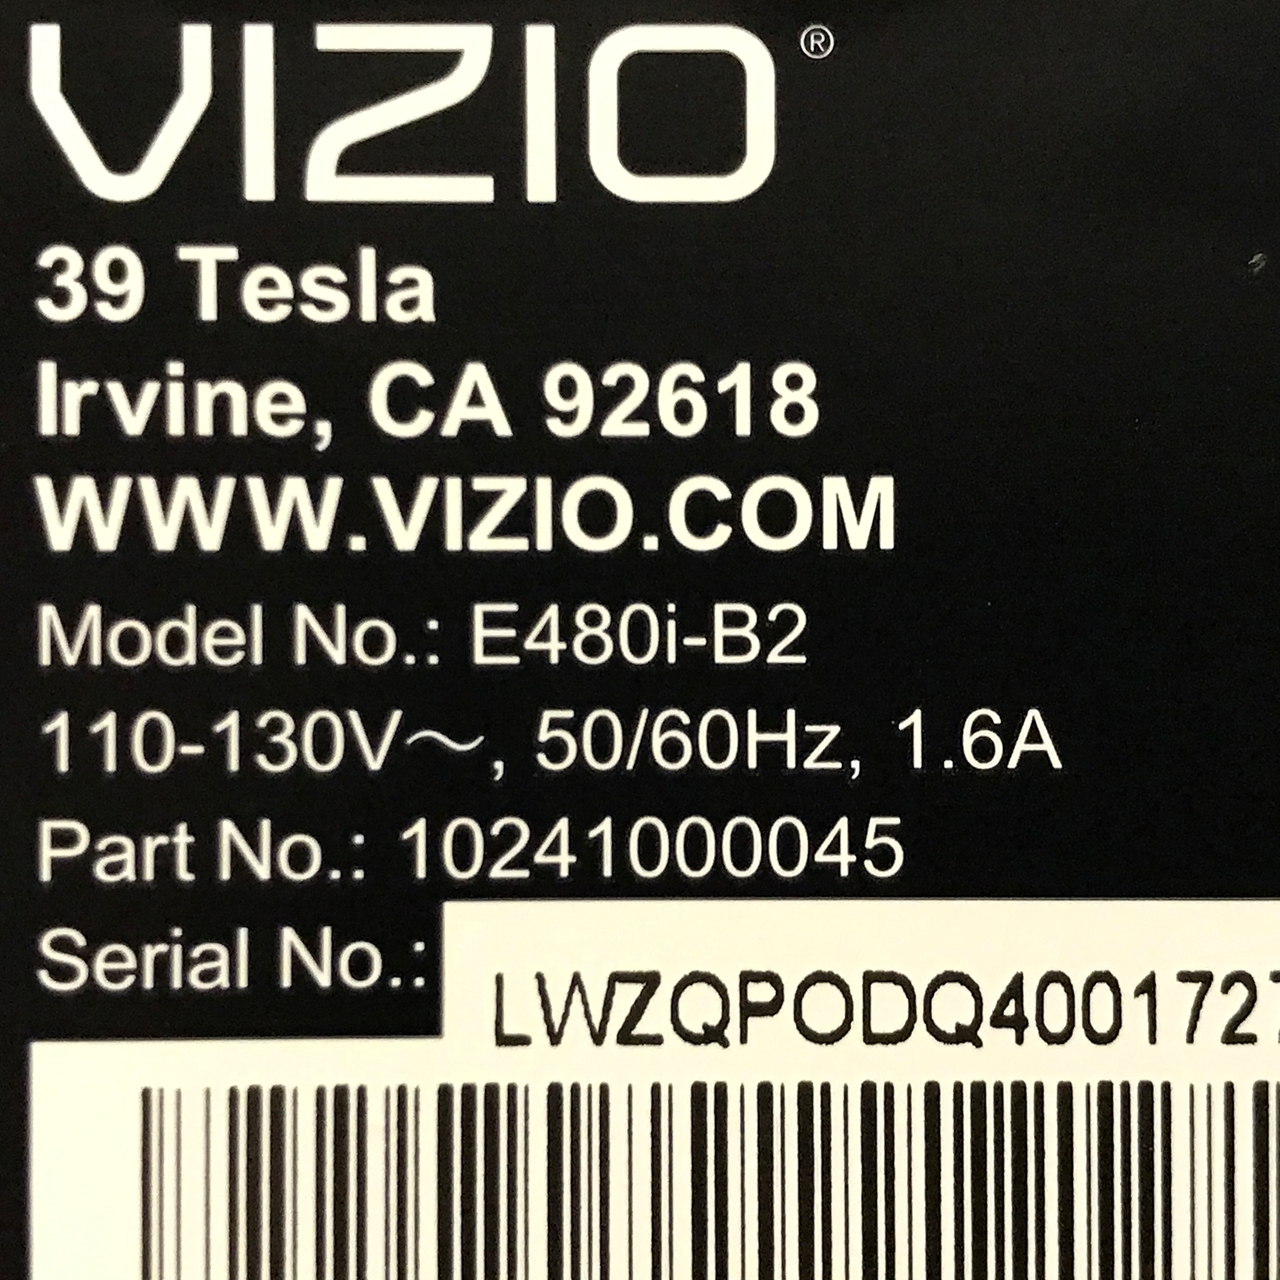 VIZIO®
39 Tesla
Irvine, CA 92618
WWW.VIZIO.COM
Model No.: E480i-B2
110-130V～, 50/60Hz, 1.6A
Part No.: 10241000045
Serial No.: LWZQPODQ4001727